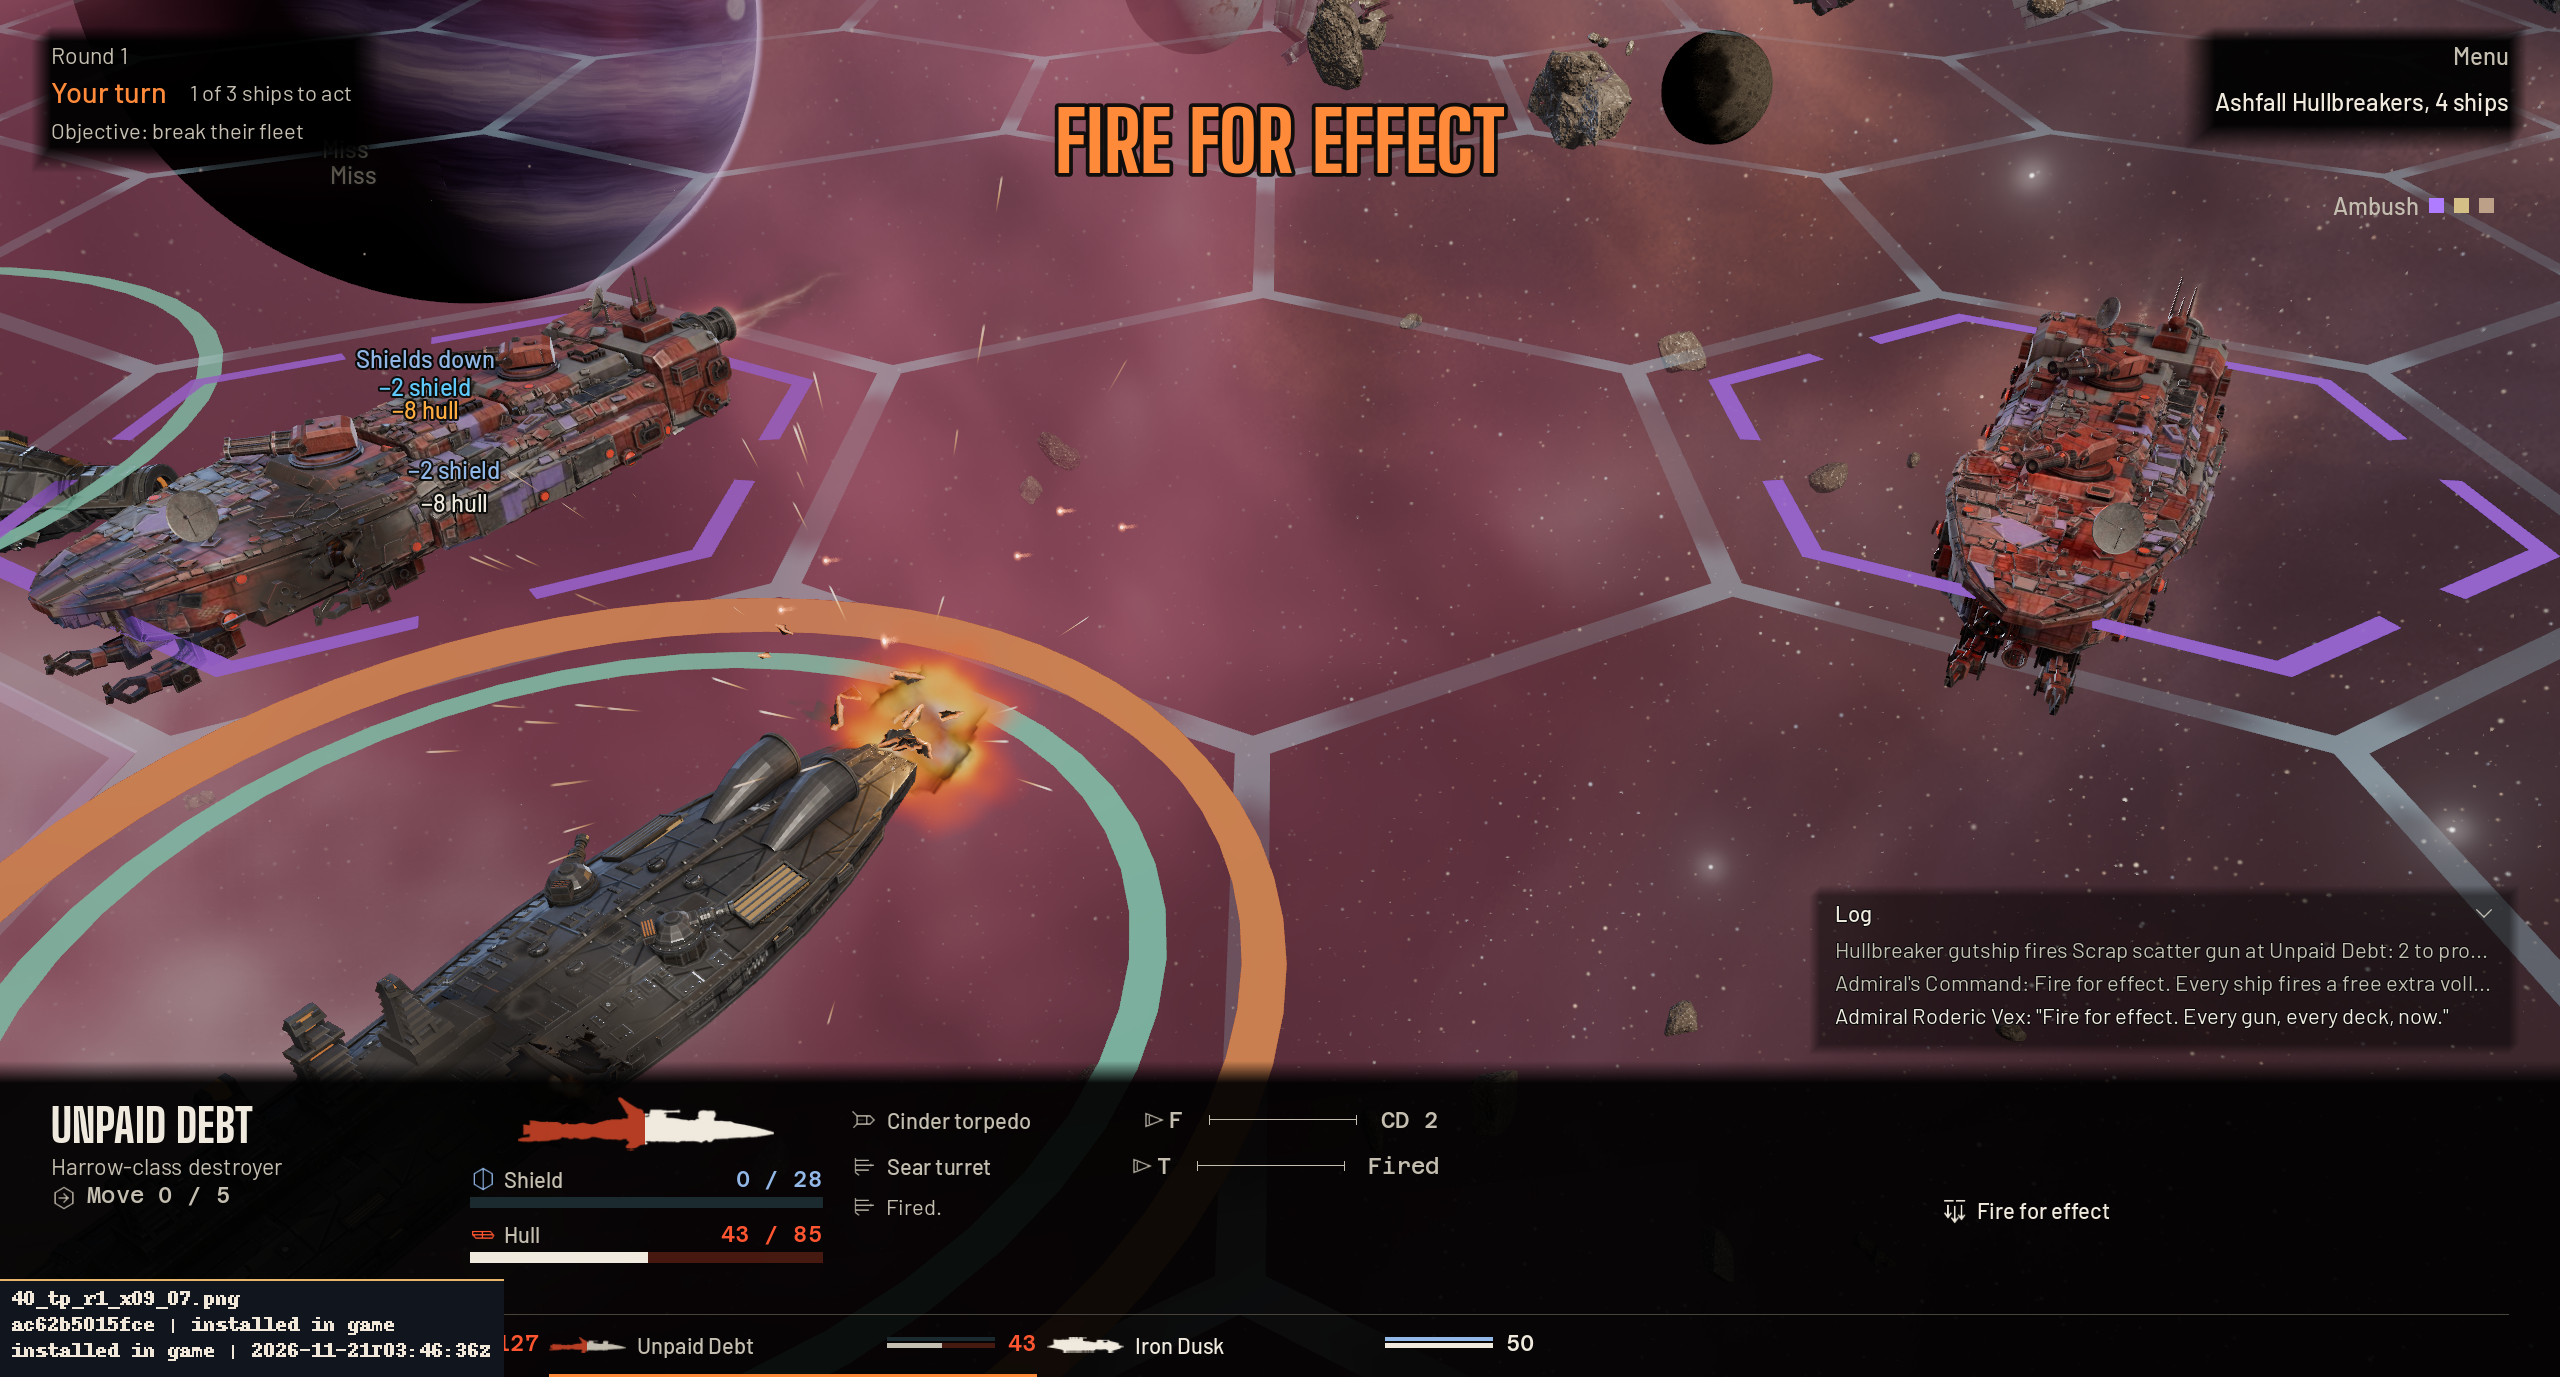 Round 1
Your turn 1 of 3 ships to act
Objective: break their fleet
Miss
Miss
FIRE FOR EFFECT
Menu
Ashfall Hullbreakers, 4 ships
Ambush
Shields down
−2 shield
−8 hull
−2 shield
−8 hull
Log
Hullbreaker gutship fires Scrap scatter gun at Unpaid Debt: 2 to pro...
Admiral's Command: Fire for effect. Every ship fires a free extra voll...
Admiral Roderic Vex: "Fire for effect. Every gun, every deck, now."
UNPAID DEBT
Harrow-class destroyer
Move 0 / 5
Shield 0 / 28
Hull 43 / 85
Cinder torpedo F CD 2
Sear turret T Fired
Fired.
Fire for effect
40_tp_r1_x09_07.png
ac62b5015fce | installed in game
installed in game | 2026-11-21T03:46:36Z
127 Unpaid Debt 43 Iron Dusk 50